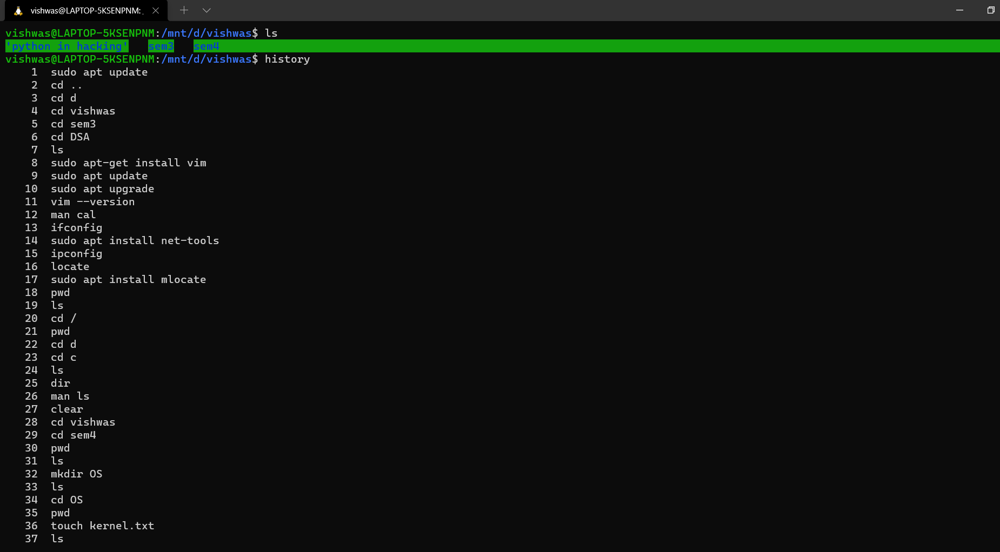 vishwas@LAPTOP-5KSENPNM: .
vishwas@LAPTOP-5KSENPNM:/mnt/d/vishwas$ ls
'python in hacking'   sem3   sem4
vishwas@LAPTOP-5KSENPNM:/mnt/d/vishwas$ history
    1  sudo apt update
    2  cd ..
    3  cd d
    4  cd vishwas
    5  cd sem3
    6  cd DSA
    7  ls
    8  sudo apt-get install vim
    9  sudo apt update
   10  sudo apt upgrade
   11  vim --version
   12  man cal
   13  ifconfig
   14  sudo apt install net-tools
   15  ipconfig
   16  locate
   17  sudo apt install mlocate
   18  pwd
   19  ls
   20  cd /
   21  pwd
   22  cd d
   23  cd c
   24  ls
   25  dir
   26  man ls
   27  clear
   28  cd vishwas
   29  cd sem4
   30  pwd
   31  ls
   32  mkdir OS
   33  ls
   34  cd OS
   35  pwd
   36  touch kernel.txt
   37  ls